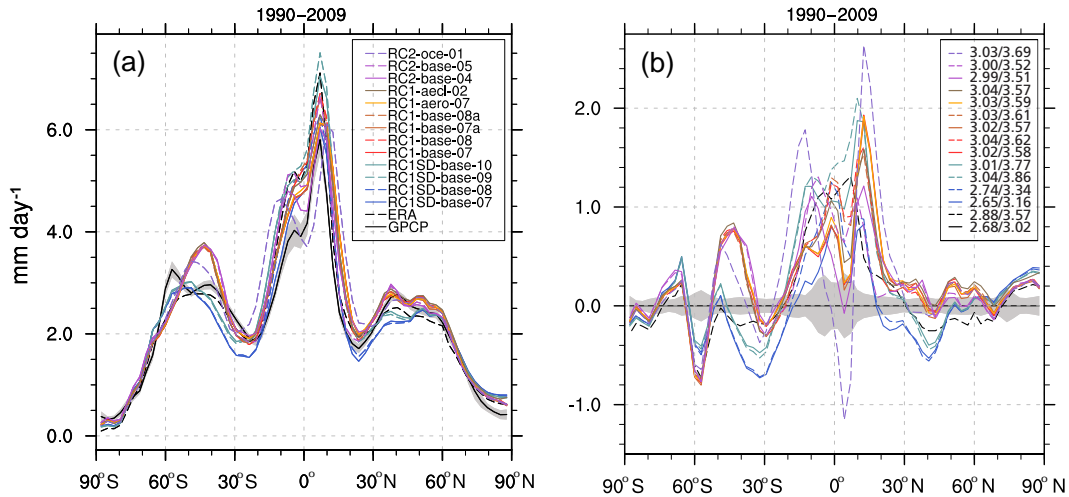 1990−2009
(a)
RC2-oce-01
RC2-base-05
RC2-base-04
RC1-aecl-02
RC1-aero-07
RC1-base-08a
RC1-base-07a
RC1-base-08
RC1-base-07
RC1SD-base-10
RC1SD-base-09
RC1SD-base-08
RC1SD-base-07
ERA
GPCP
mm day-1
6.0
4.0
2.0
0.0
90°S 60°S 30°S 0° 30°N 60°N 90°N
1990−2009
(b)
3.03/3.69
3.00/3.52
2.99/3.51
3.04/3.57
3.03/3.59
3.03/3.61
3.02/3.57
3.04/3.62
3.02/3.58
3.01/3.77
3.04/3.86
2.74/3.34
2.65/3.16
2.88/3.57
2.68/3.02
2.0
1.0
0.0
-1.0
90°S 60°S 30°S 0° 30°N 60°N 90°N